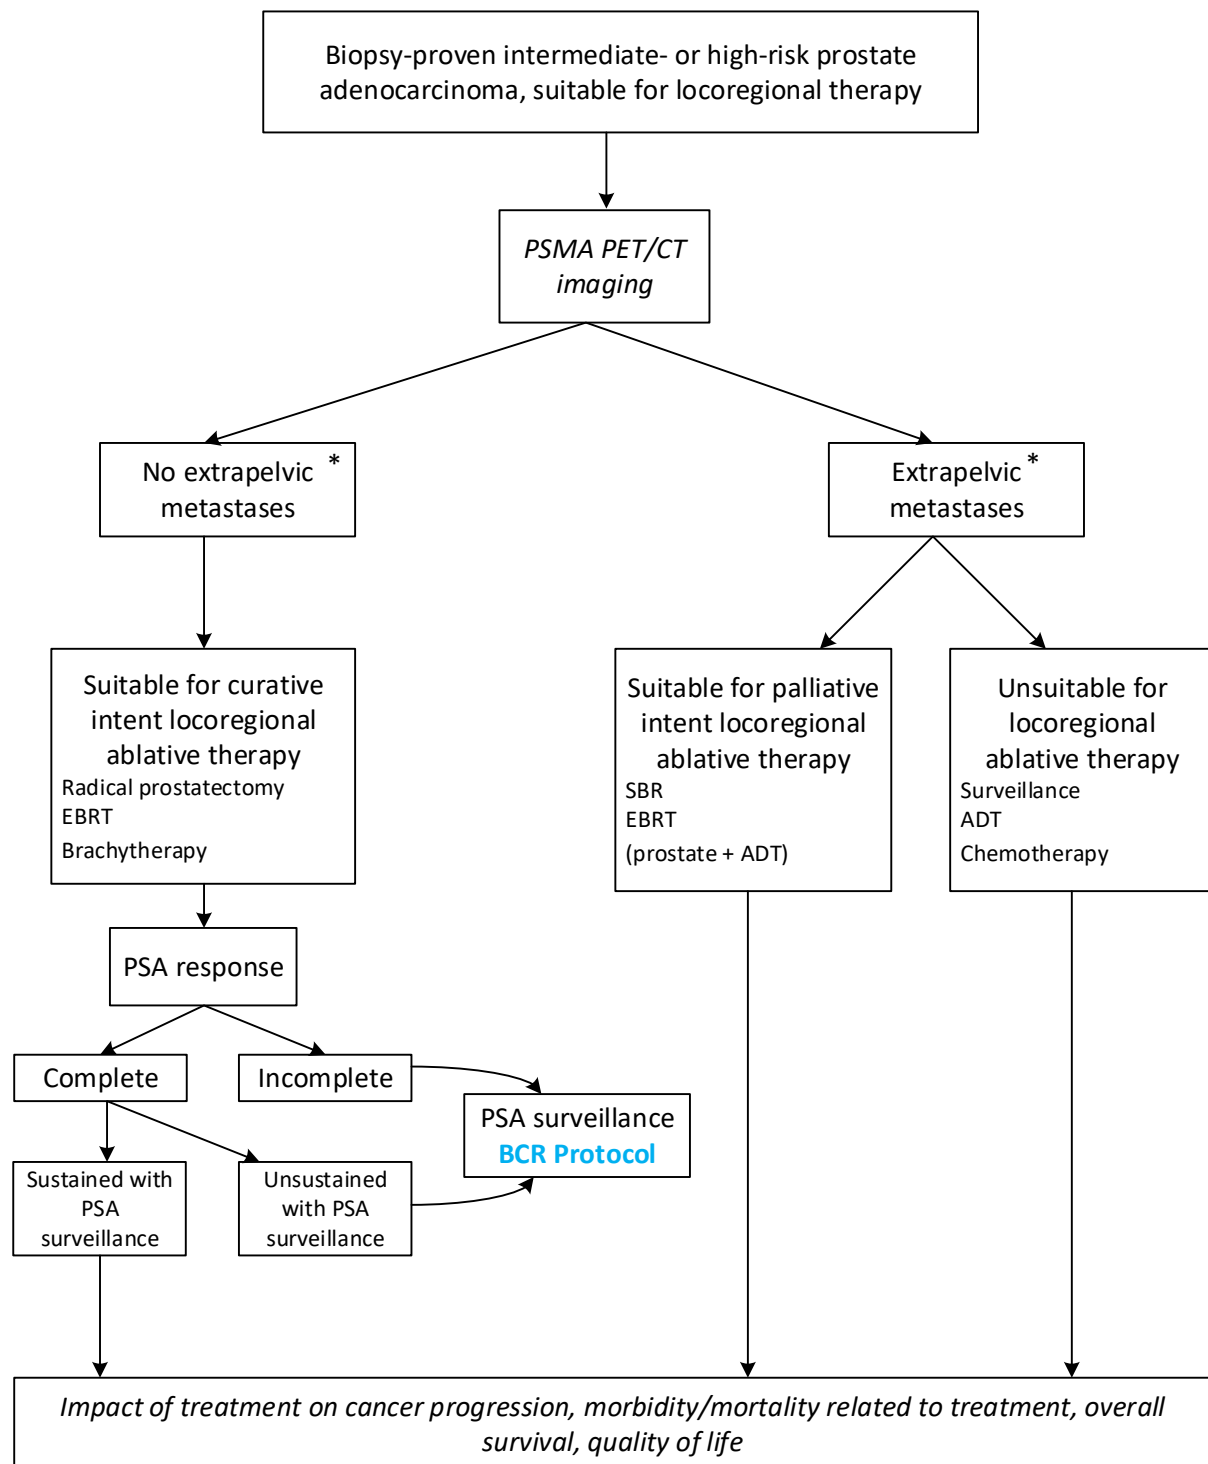 Biopsy-proven intermediate- or high-risk prostate
adenocarcinoma, suitable for locoregional therapy
PSMA PET/CT
imaging
No extrapelvic *
metastases
Extrapelvic *
metastases
Suitable for curative
intent locoregional
ablative therapy
Radical prostatectomy
EBRT
Brachytherapy
Suitable for palliative
intent locoregional
ablative therapy
SBR
EBRT
(prostate + ADT)
Unsuitable for
locoregional
ablative therapy
Surveillance
ADT
Chemotherapy
PSA response
Complete
Incomplete
PSA surveillance
BCR Protocol
Sustained with
PSA
surveillance
Unsustained
with PSA
surveillance
Impact of treatment on cancer progression, morbidity/mortality related to treatment, overall
survival, quality of life